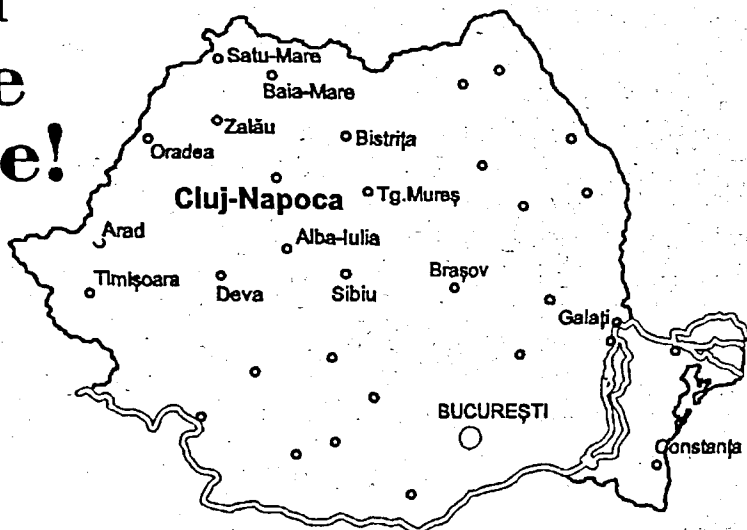 e
e!
Satu-Mare
Baia-Mare
Zalău
Bistrița
Oradea
Cluj-Napoca
Tg.Mureș
Arad
Alba-Iulia
Timișoara
Deva
Sibiu
Brașov
Galați
BUCUREȘTI
Constanța